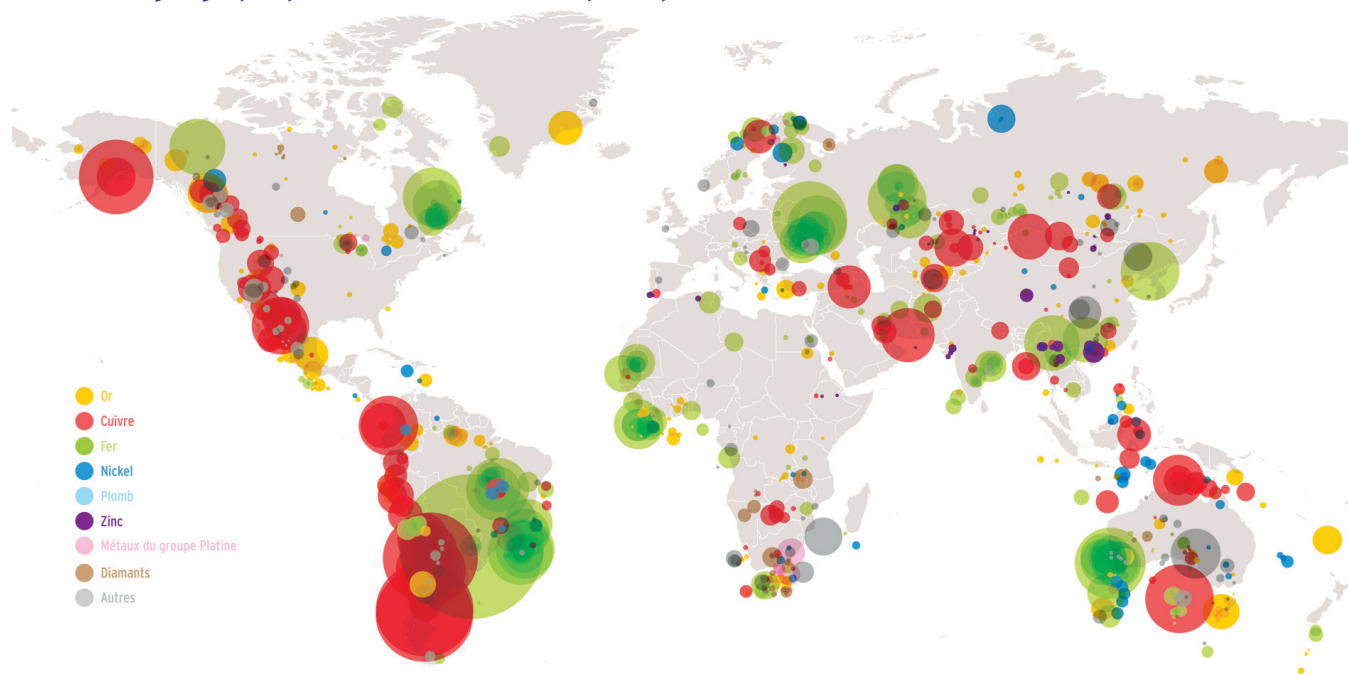 Or
Cuivre
Fer
Nickel
Plomb
Zinc
Métaux du groupe Platine
Diamants
Autres